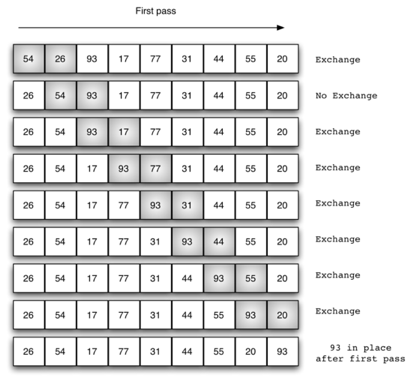 First pass
54 26 93 17 77 31 44 55 20 Exchange
26 54 93 17 77 31 44 55 20 No Exchange
26 54 93 17 77 31 44 55 20 Exchange
26 54 17 93 77 31 44 55 20 Exchange
26 54 17 77 93 31 44 55 20 Exchange
26 54 17 77 31 93 44 55 20 Exchange
26 54 17 77 31 44 93 55 20 Exchange
26 54 17 77 31 44 55 93 20 Exchange
26 54 17 77 31 44 55 20 93 93 in place
after first pass